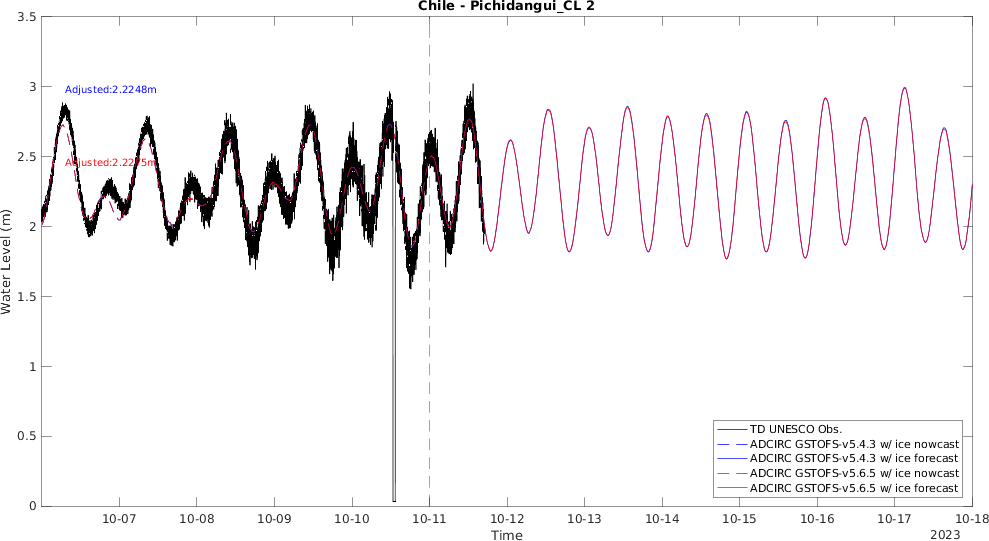 Chile - Pichidangui_CL 2
3.5
3
2.5
2
1.5
1
0.5
0
Water Level (m)
Adjusted:2.2248m
Adjusted:2.2275m
TD UNESCO Obs.
ADCIRC GSTOFS-v5.4.3 w/ ice nowcast
ADCIRC GSTOFS-v5.4.3 w/ ice forecast
ADCIRC GSTOFS-v5.6.5 w/ ice nowcast
ADCIRC GSTOFS-v5.6.5 w/ ice forecast
10-07 10-08 10-09 10-10 10-11 10-12 10-13 10-14 10-15 10-16 10-17 10-18
Time
2023